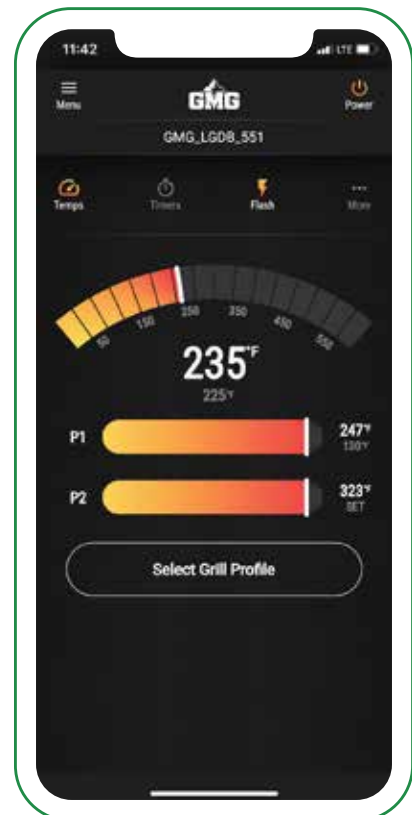 11:42 LTE
Menu GMG Power
GMG_LGDB_551
Temps Timers Flash More
50 150 250 350 450 550
235°F
225°F
P1 247°F
130°F
P2 323°F
SET
Select Grill Profile